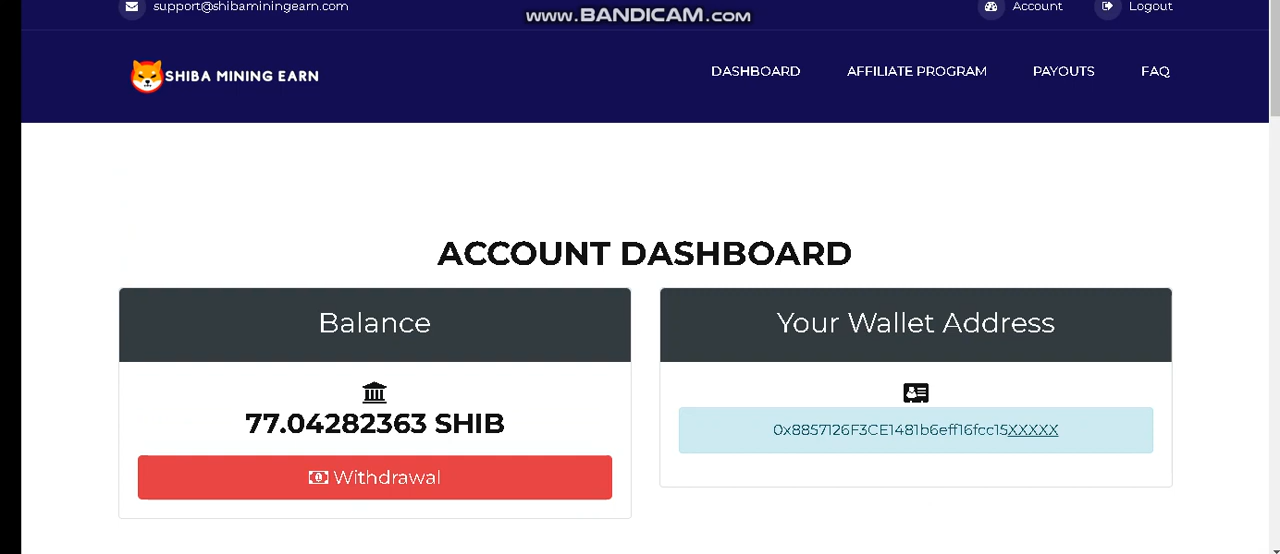 support@shibaminingearn.com
www.BANDICAM.com
Account
Logout
SHIBA MINING EARN
DASHBOARD
AFFILIATE PROGRAM
PAYOUTS
FAQ
ACCOUNT DASHBOARD
Balance
77.04282363 SHIB
Withdrawal
Your Wallet Address
0x8857126F3CE1481b6eff16fcc15XXXXX